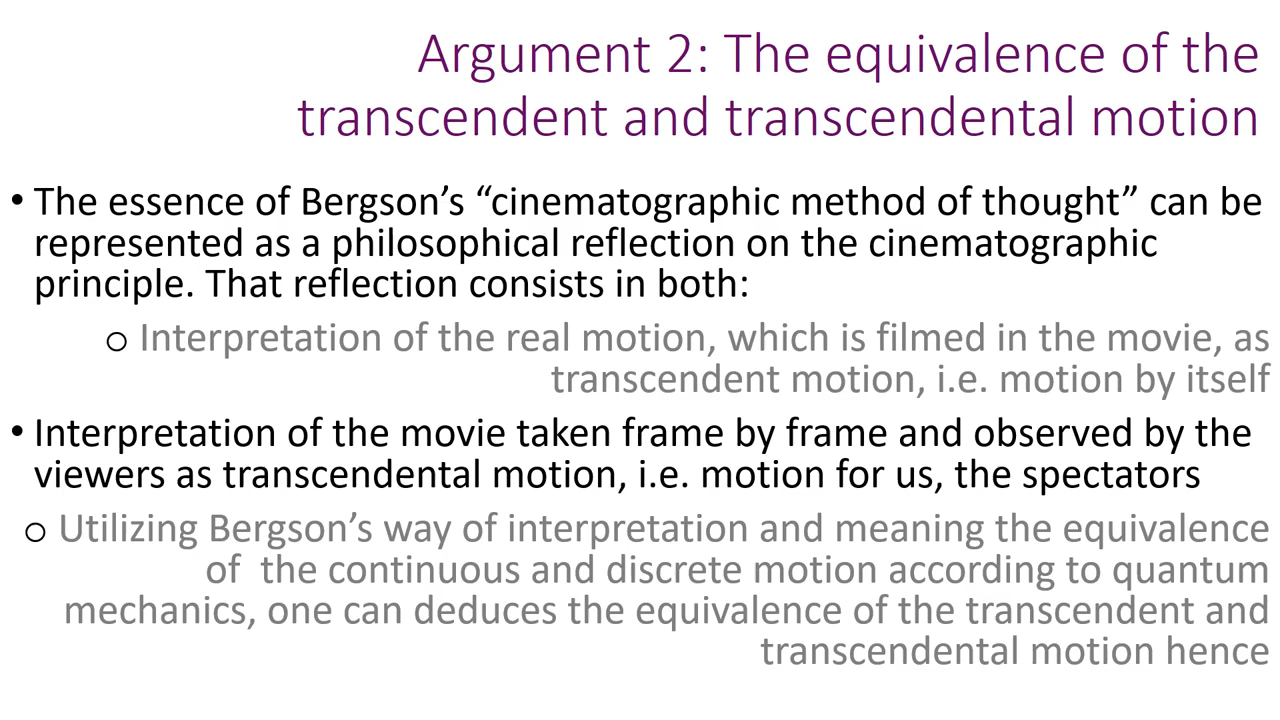 Argument 2: The equivalence of the
transcendent and transcendental motion
• The essence of Bergson’s “cinematographic method of thought” can be
represented as a philosophical reflection on the cinematographic
principle. That reflection consists in both:
o Interpretation of the real motion, which is filmed in the movie, as
transcendent motion, i.e. motion by itself
• Interpretation of the movie taken frame by frame and observed by the
viewers as transcendental motion, i.e. motion for us, the spectators
o Utilizing Bergson’s way of interpretation and meaning the equivalence
of  the continuous and discrete motion according to quantum
mechanics, one can deduces the equivalence of the transcendent and
transcendental motion hence